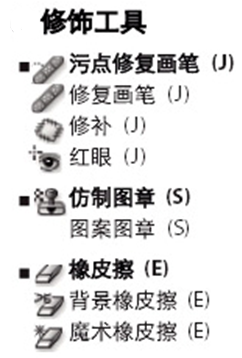 修饰工具
污点修复画笔 (J)
修复画笔 (J)
修补 (J)
红眼 (J)
仿制图章 (S)
图案图章 (S)
橡皮擦 (E)
背景橡皮擦 (E)
魔术橡皮擦 (E)